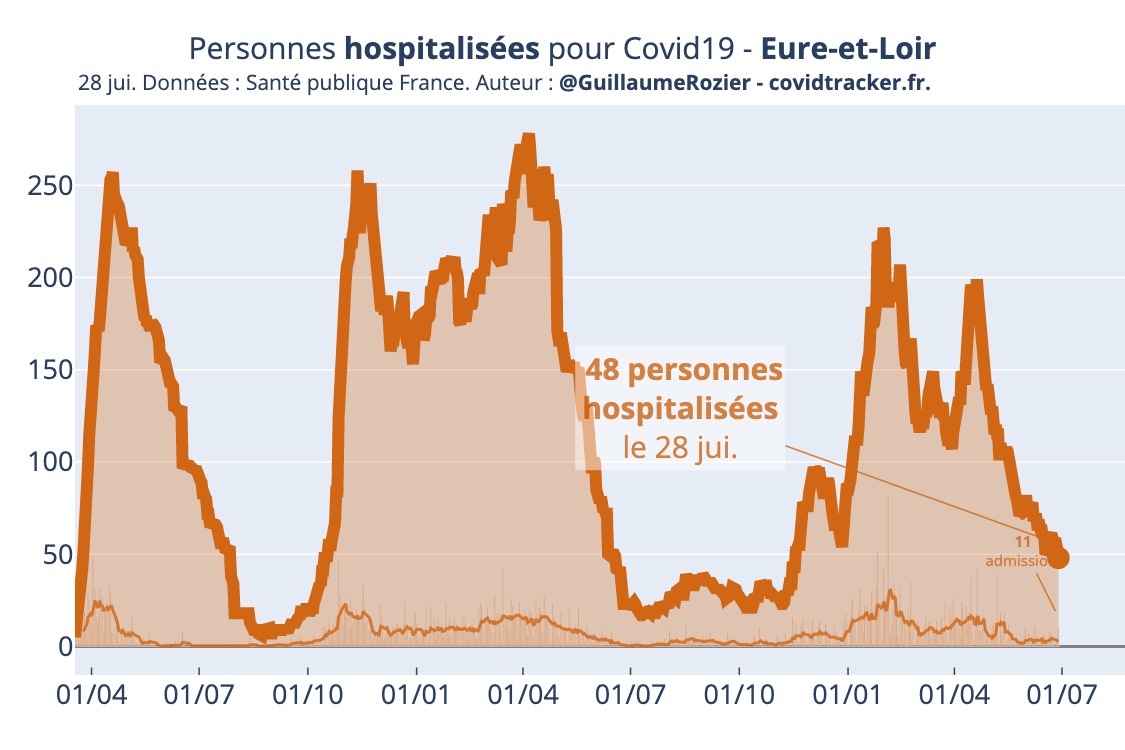 Personnes hospitalisées pour Covid19 - Eure-et-Loir
28 jui. Données : Santé publique France. Auteur : @GuillaumeRozier - covidtracker.fr.
250
200
150
100
50
0
48 personnes
hospitalisées
le 28 jui.
11
admissio
01/04 01/07 01/10 01/01 01/04 01/07 01/10 01/01 01/04 01/07